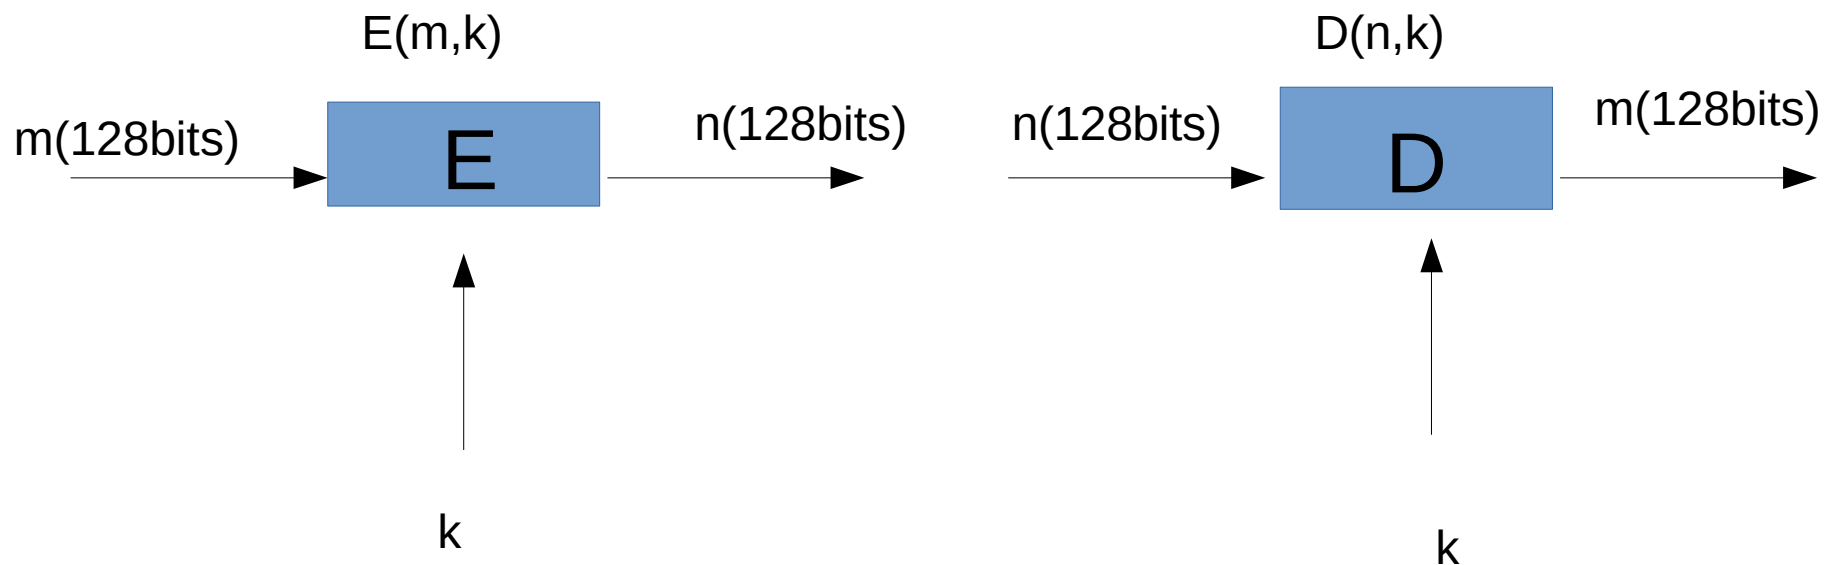 E(m,k)
m(128bits)
E
n(128bits)
k
D(n,k)
n(128bits)
D
m(128bits)
k